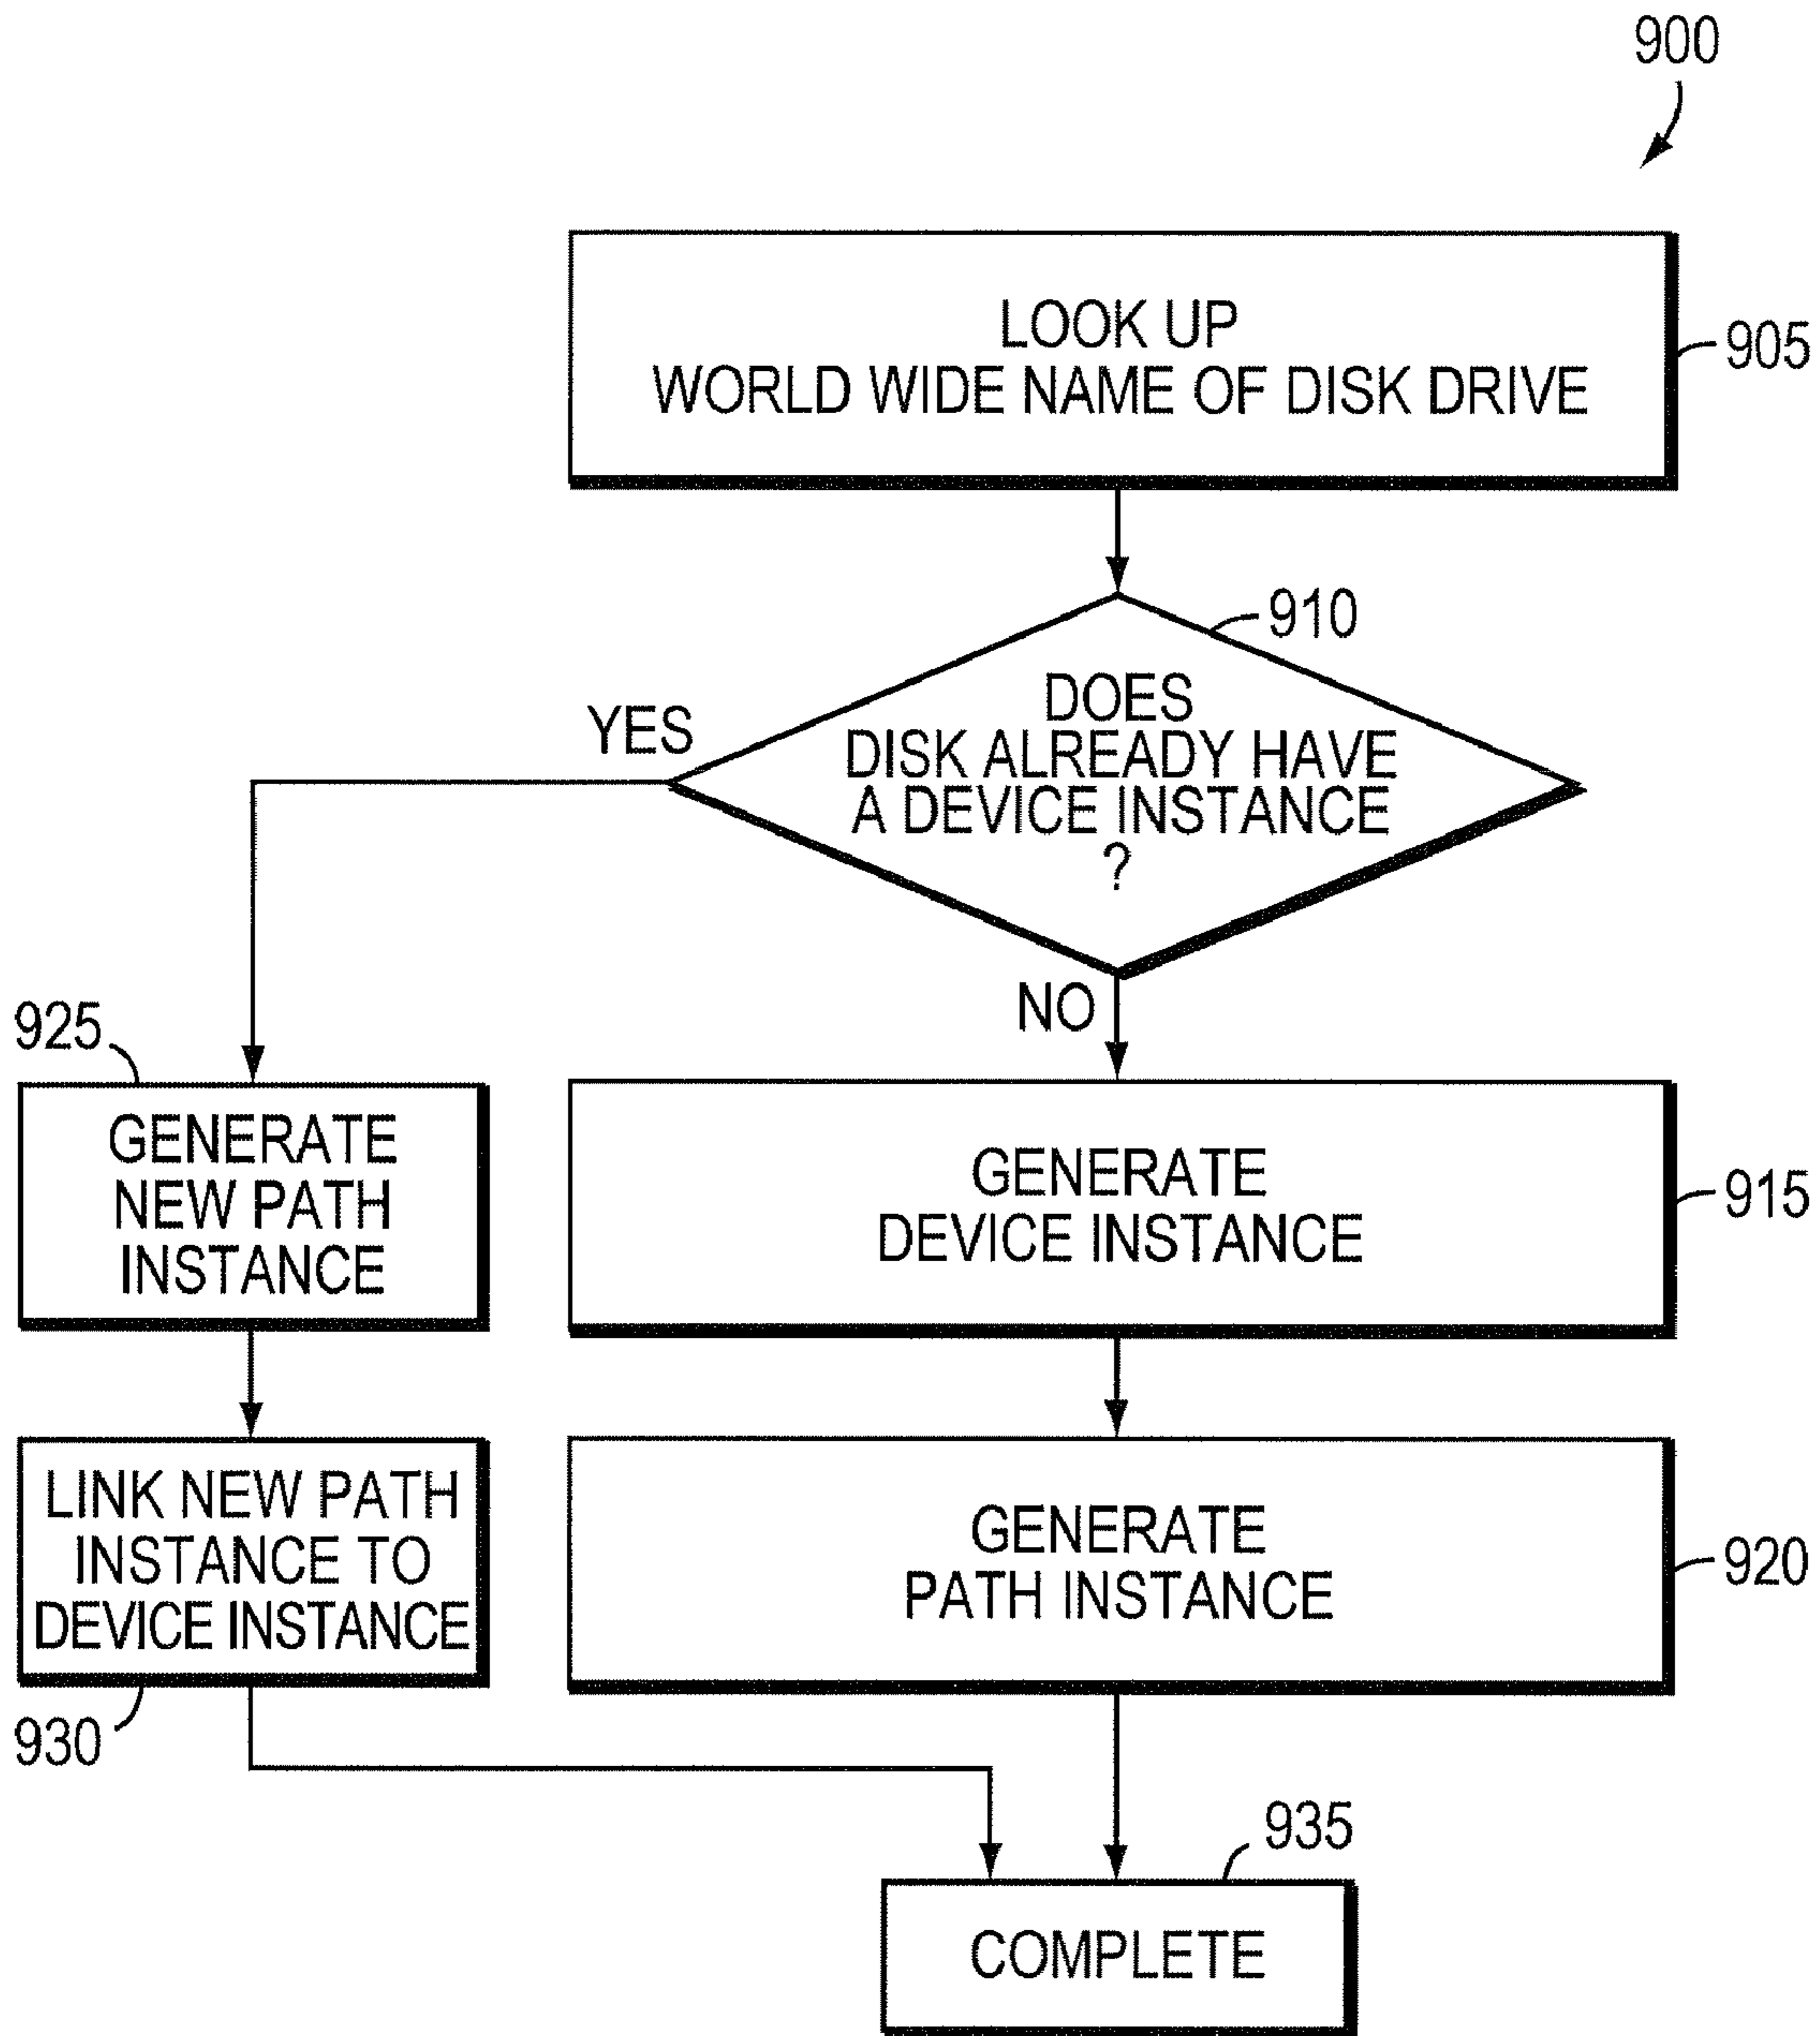 900
LOOK UP
WORLD WIDE NAME OF DISK DRIVE
905
910
DOES
DISK ALREADY HAVE
A DEVICE INSTANCE
?
YES
NO
925
GENERATE
NEW PATH
INSTANCE
GENERATE
DEVICE INSTANCE
915
LINK NEW PATH
INSTANCE TO
DEVICE INSTANCE
930
GENERATE
PATH INSTANCE
920
935
COMPLETE